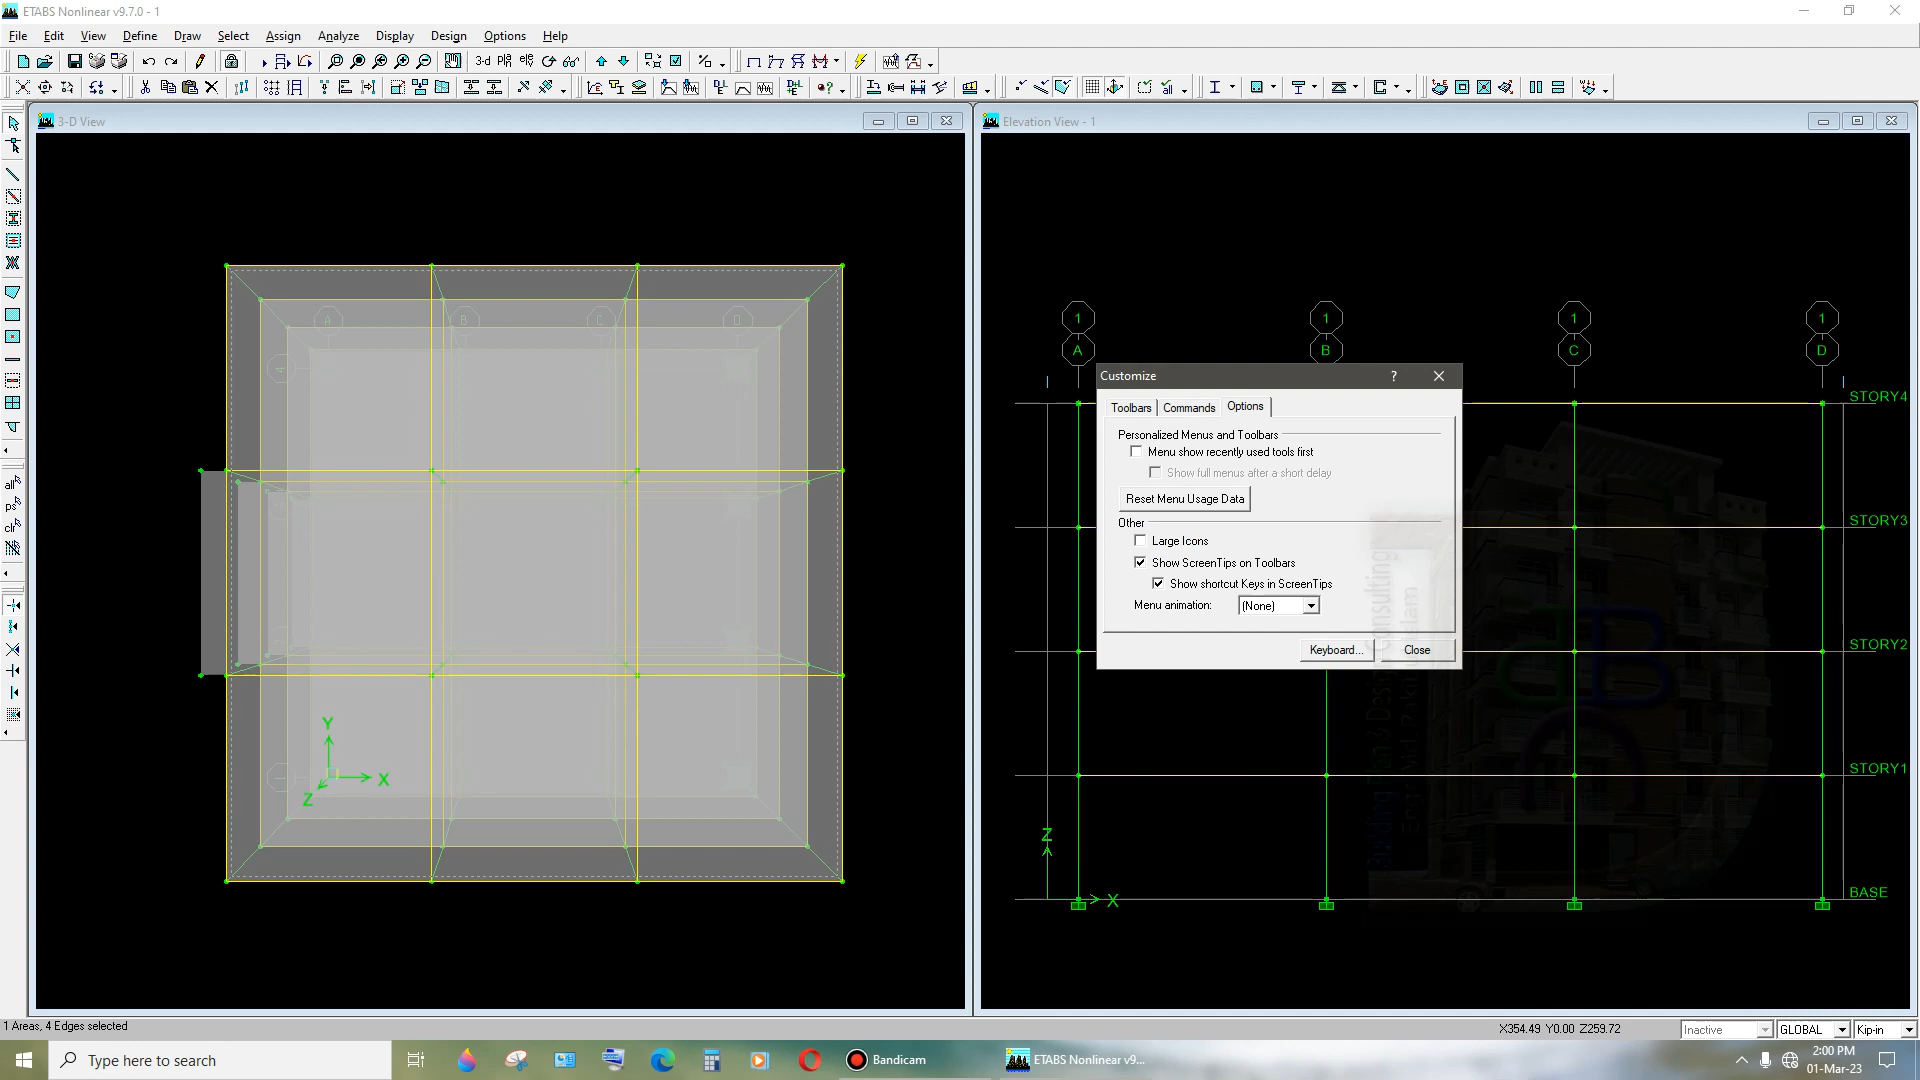 ETABS Nonlinear v9.7.0 - 1
File Edit View Define Draw Select Assign Analyze Display Design Options Help
3-d
3-D View
Elevation View - 1
A B C D
4
Y
X
Z
1 1 1 1
A B C D
STORY4
STORY3
STORY2
STORY1
BASE
Z
X
Customize
?
Toolbars Commands Options
Personalized Menus and Toolbars
Menu show recently used tools first
Show full menus after a short delay
Reset Menu Usage Data
Other
Large Icons
Show ScreenTips on Toolbars
Show shortcut Keys in ScreenTips
Menu animation: (None)
Keyboard... Close
all
ps
clr
1 Areas, 4 Edges selected
X354.49 Y0.00 Z259.72
Inactive
GLOBAL
Kip-in
Type here to search
Bandicam
ETABS Nonlinear v9...
2:00 PM
01-Mar-23